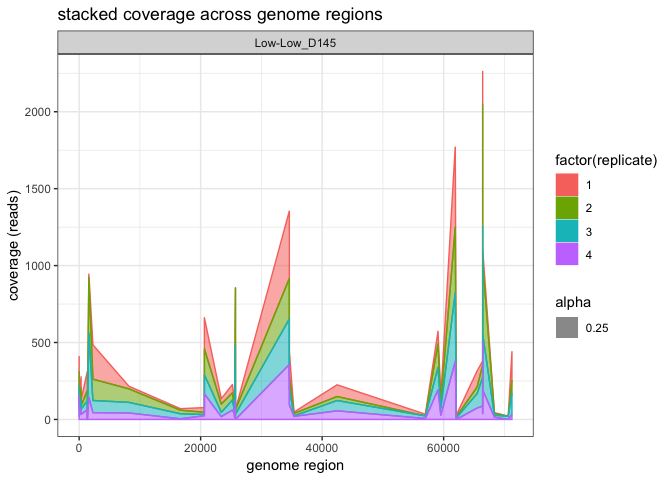 stacked coverage across genome regions
Low-Low_D145
2000
1500
1000
500
0
coverage (reads)
0 20000 40000 60000
genome region
factor(replicate)
1
2
3
4
alpha
0.25